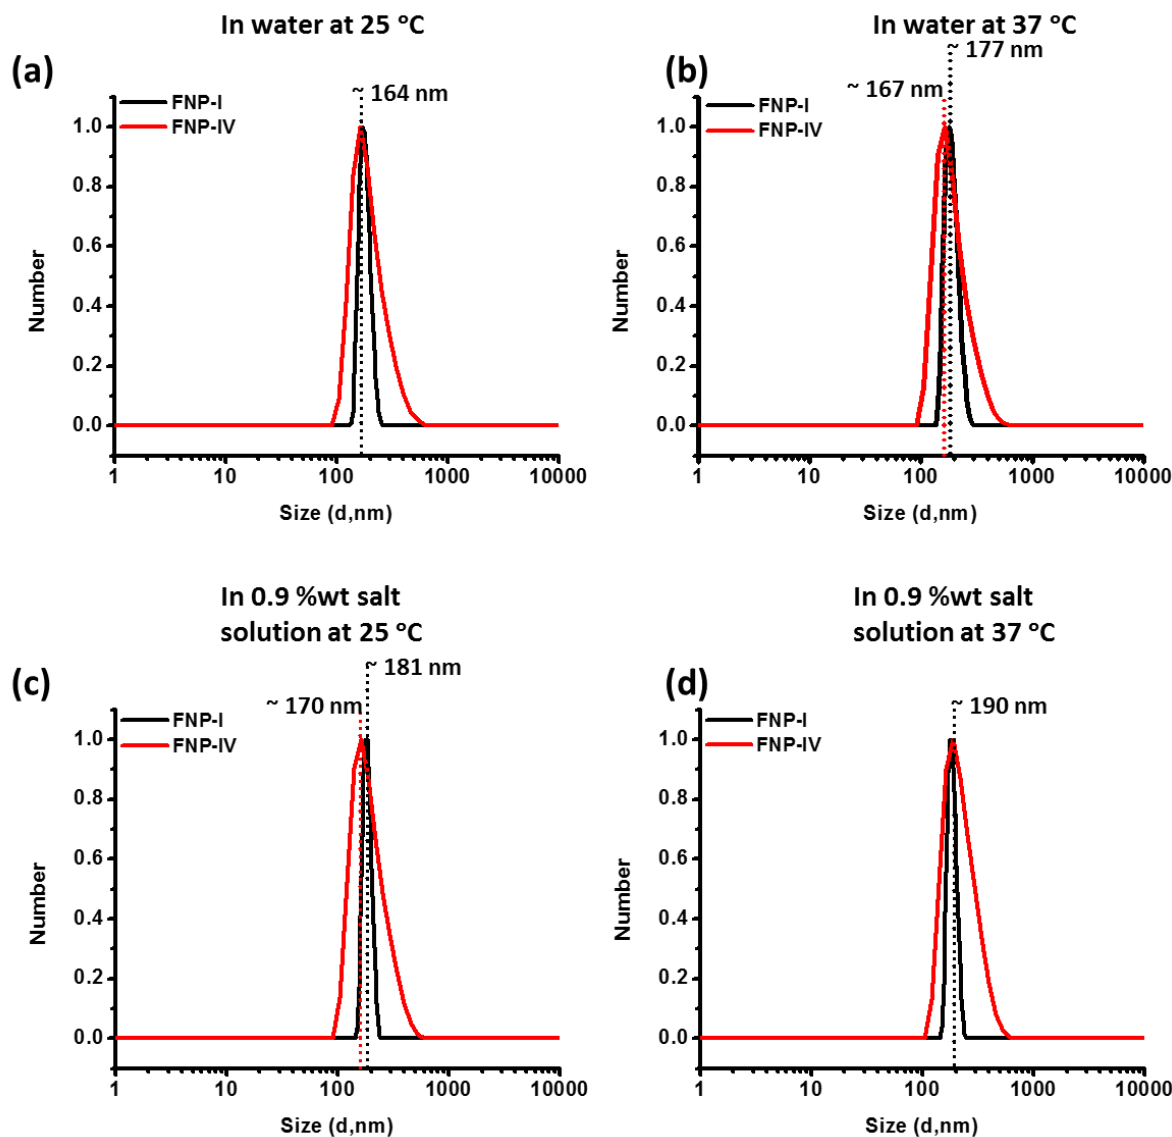 In water at 25 °C
(a)
~ 164 nm
FNP-I
FNP-IV
1.0
0.8
0.6
0.4
0.2
0.0
Number
1 10 100 1000 10000
Size (d,nm)
In water at 37 °C
~ 177 nm
(b)
~ 167 nm
FNP-I
FNP-IV
1.0
0.8
0.6
0.4
0.2
0.0
Number
1 10 100 1000 10000
Size (d,nm)
In 0.9 %wt salt
solution at 25 °C
~ 181 nm
(c)
~ 170 nm
FNP-I
FNP-IV
1.0
0.8
0.6
0.4
0.2
0.0
Number
1 10 100 1000 10000
Size (d,nm)
In 0.9 %wt salt
solution at 37 °C
(d)
~ 190 nm
FNP-I
FNP-IV
1.0
0.8
0.6
0.4
0.2
0.0
Number
1 10 100 1000 10000
Size (d,nm)